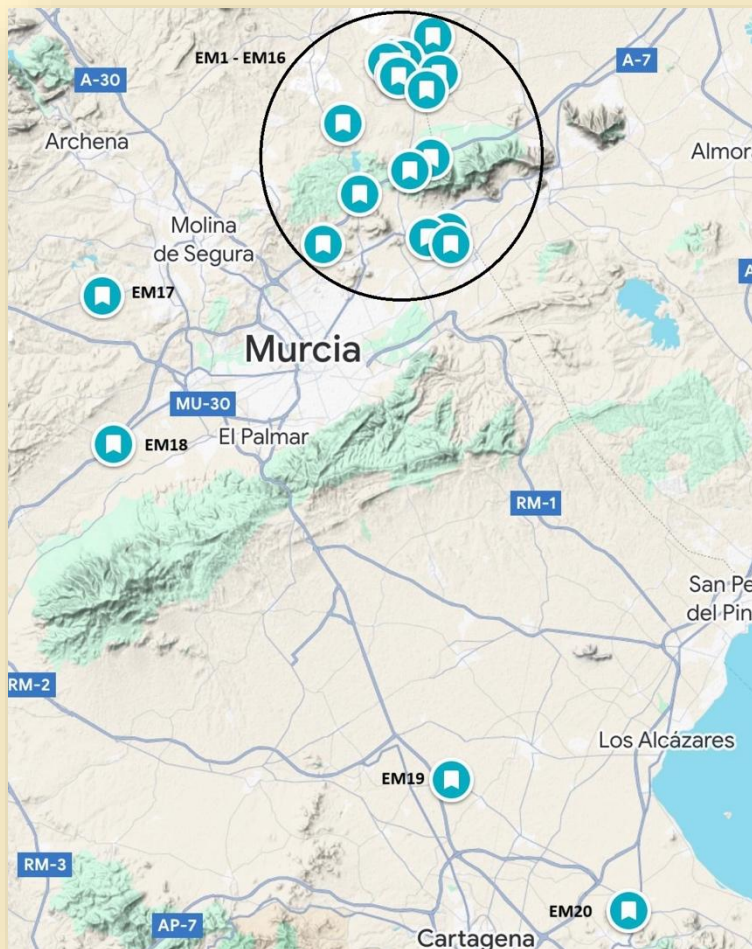 EM1 - EM16
A-30
A-7
Archena
Almor
Molina
de Segura
EM17
A
Murcia
MU-30
EM18
El Palmar
RM-1
San Pe
del Pin
RM-2
Los Alcázares
EM19
RM-3
EM20
AP-7
Cartagena